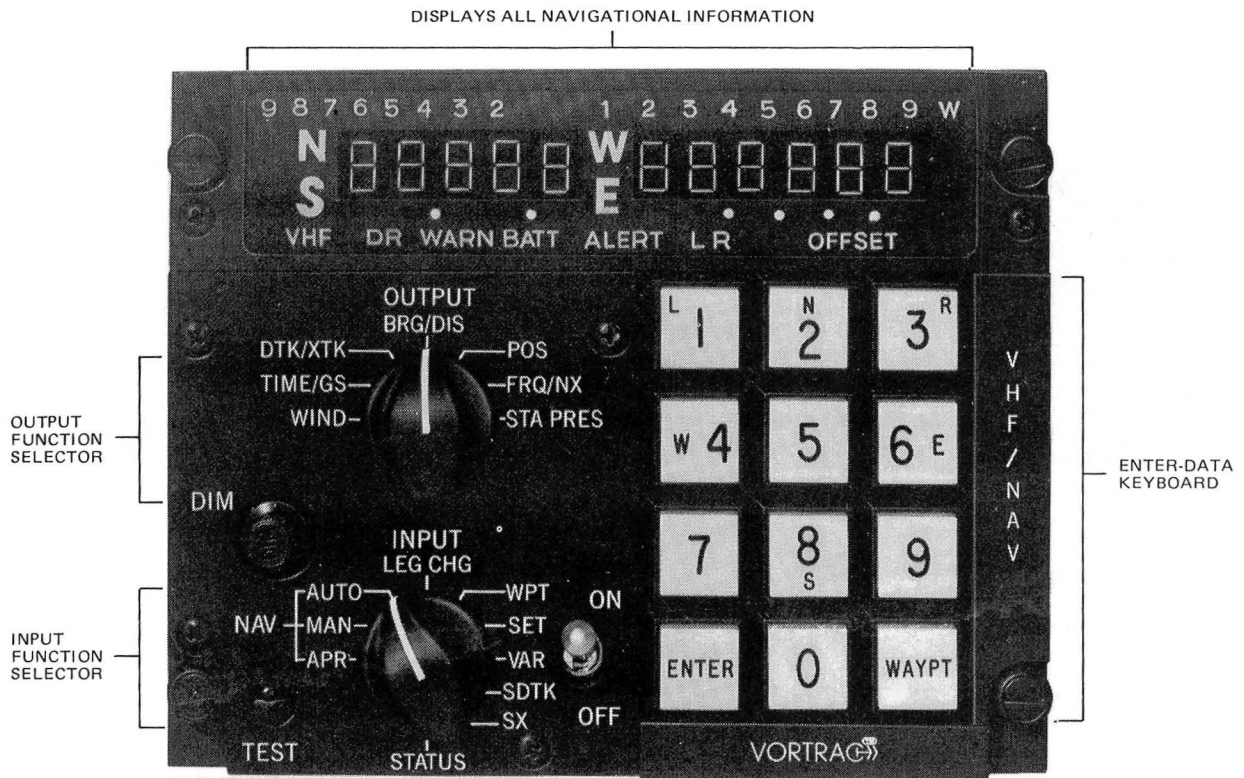 DISPLAYS ALL NAVIGATIONAL INFORMATION
9 8 7 6 5 4 3 2 1 2 3 4 5 6 7 8 9 W
N W
S E
VHF DR WARN BATT ALERT L R OFFSET
OUTPUT
BRG/DIS
DTK/XTK POS
TIME/GS FRQ/NX
WIND STA PRES
OUTPUT
FUNCTION
SELECTOR
DIM
INPUT
LEG CHG
AUTO WPT
NAV MAN SET
APR VAR
SDTK
SX
STATUS
ON
OFF
INPUT
FUNCTION
SELECTOR
TEST
L 1 N 2 3 R
W 4 5 6 E
7 8 S 9
ENTER 0 WAYPT
VHF/NAV
ENTER-DATA
KEYBOARD
VORTRAC